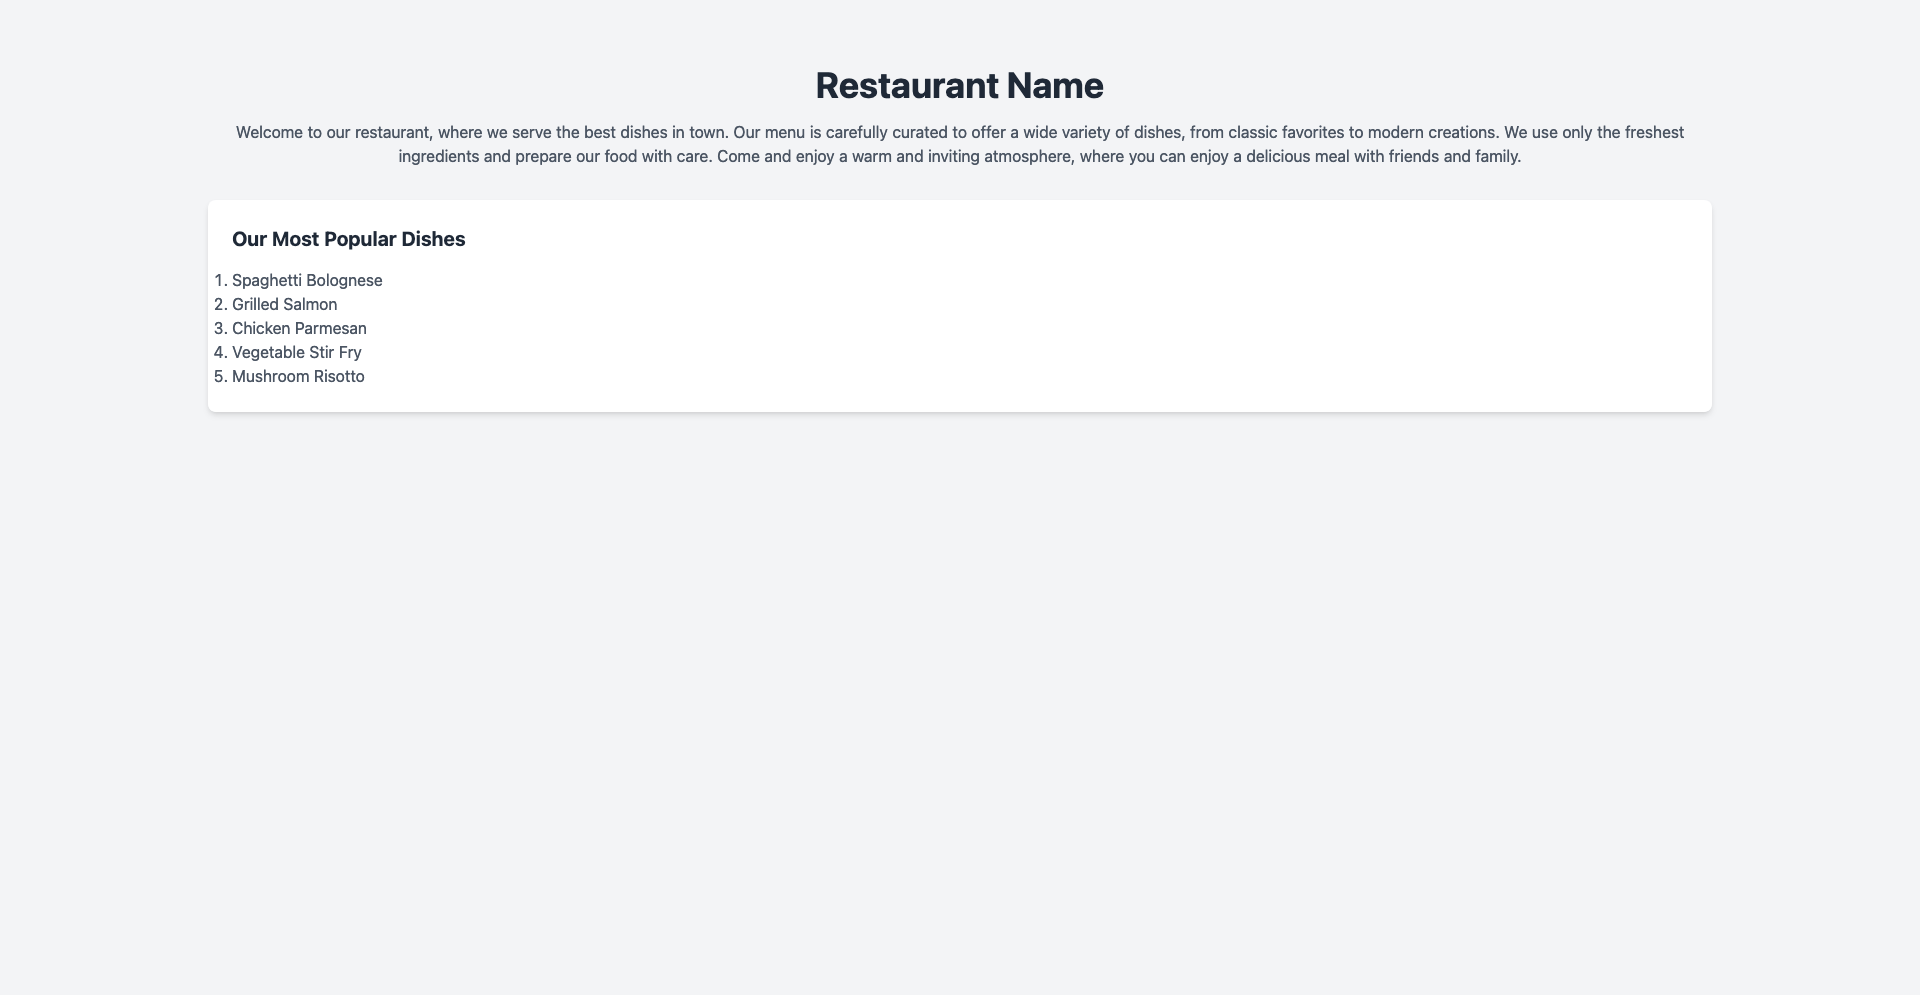 Restaurant Name
Welcome to our restaurant, where we serve the best dishes in town. Our menu is carefully curated to offer a wide variety of dishes, from classic favorites to modern creations. We use only the freshest
ingredients and prepare our food with care. Come and enjoy a warm and inviting atmosphere, where you can enjoy a delicious meal with friends and family.
Our Most Popular Dishes
1. Spaghetti Bolognese
2. Grilled Salmon
3. Chicken Parmesan
4. Vegetable Stir Fry
5. Mushroom Risotto